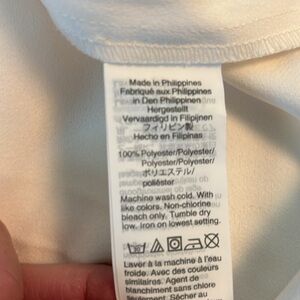 Made in Philippines
Fabriqué aux Philippines
in Den Philippinen
Hergestellt
Vervaardigd in Filipijnen
フィリピン製
Hecho en Filipinas
100% Polyester/Polyester/
Polyester/Polyester/
ポリエステル/
poliéster
Machine wash cold. With
like colors. Non-chlorine
bleach only. Tumble dry
low. Iron on lowest setting.
Laver à la machine à l'eau
froide. Avec des couleurs
similaires. Agent de
blanchiment sans chlore
seulement. Sécher au